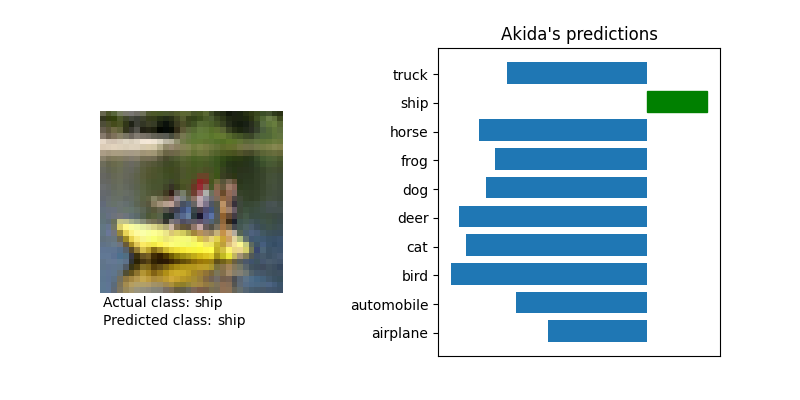 Akida's predictions
truck
ship
horse
frog
dog
deer
cat
bird
automobile
airplane
Actual class: ship
Predicted class: ship